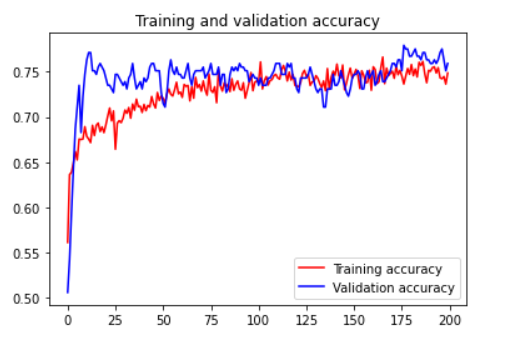 Training and validation accuracy
0.75
0.70
0.65
0.60
0.55
0.50
Training accuracy
Validation accuracy
0 25 50 75 100 125 150 175 200